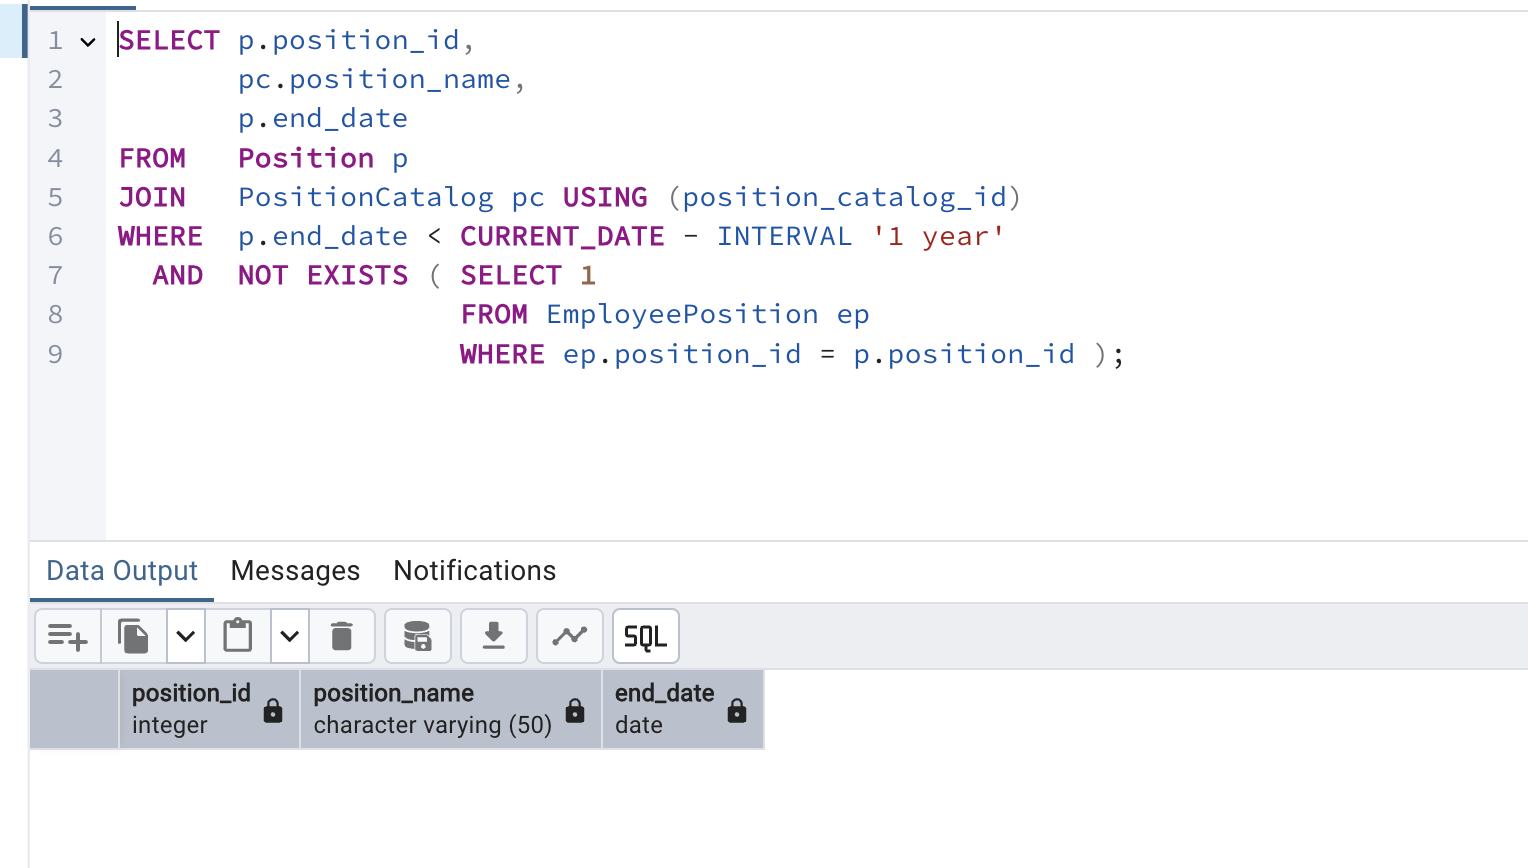 1 SELECT p.position_id,
2        pc.position_name,
3        p.end_date
4 FROM   Position p
5 JOIN   PositionCatalog pc USING (position_catalog_id)
6 WHERE  p.end_date < CURRENT_DATE - INTERVAL '1 year'
7   AND  NOT EXISTS ( SELECT 1
8                     FROM EmployeePosition ep
9                     WHERE ep.position_id = p.position_id );
Data Output Messages Notifications
SQL
position_id position_name end_date
integer character varying (50) date